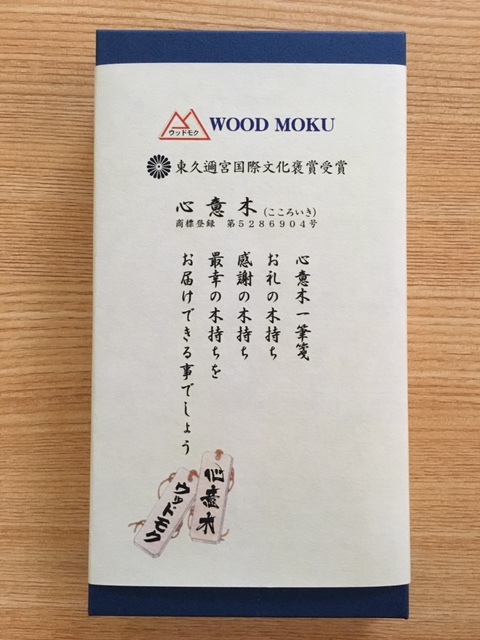 ウッドモク
WOOD MOKU
東久邇宮国際文化褒賞受賞
心意木(こころいき)
商標登録 第5286904号
心意木一筆箋
お礼の木持ち
感謝の木持ち
最幸の木持ちを
お届けできる事でしょう
心意木
ウッドモク